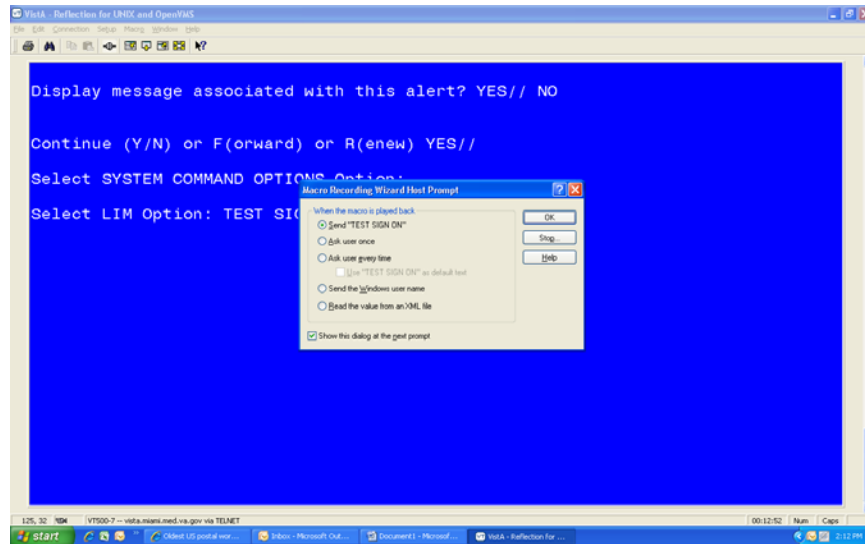 VistA - Reflection for UNIX and OpenVMS
File Edit Connection Setup Macro Window Help
Display message associated with this alert? YES// NO
Continue (Y/N) or F(orward) or R(enew) YES//
Select SYSTEM COMMAND OPTIONS Option:
Select LIM Option: TEST SI
Macro Recording Wizard Host Prompt
When the macro is played back
Send "TEST SIGN ON"
Ask user once
Ask user every time
Use "TEST SIGN ON" as default text
Send the Windows user name
Read the value from an XML file
Show this dialog at the next prompt
OK
Stop...
Help
125, 32
VT500-7 -- vista.miami.med.va.gov via TELNET
00:12:52
Num
Caps
start
Oldest US postal wor...
Inbox - Microsoft Out...
Document1 - Microsof...
VistA - Reflection for ...
2:12 PM